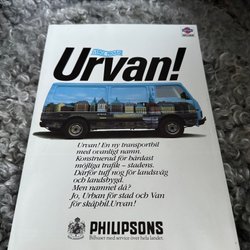 Urvan!
Urvan! En ny transportbil
med ovanligt namn.
Konstruerad för hårdast
möjliga trafik – stadens.
Därför tuff nog för landsväg
och landsbygd.
Men namnet då?
Jo, Urban för stad och Van
för skåpbil. Urvan!
PHILIPSONS
Bilhuset med service över hela landet.